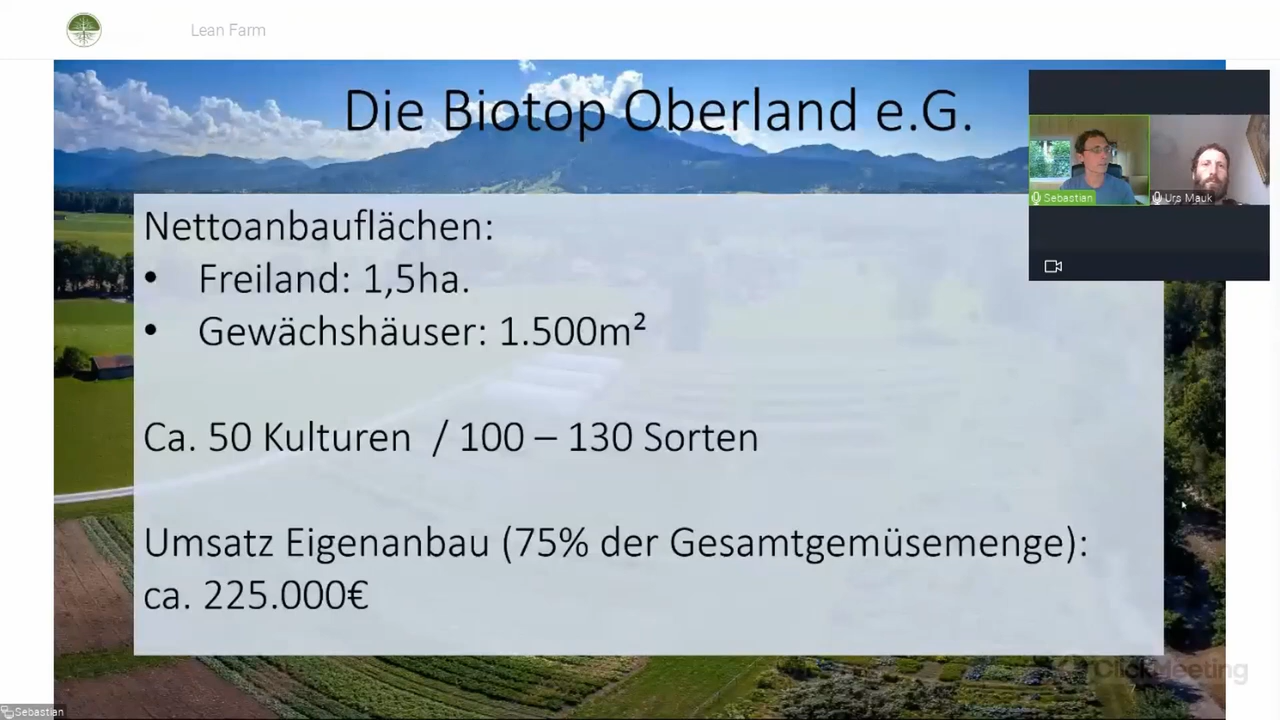 Lean Farm
Die Biotop Oberland e.G.
Nettoanbauflächen:
• Freiland: 1,5ha.
• Gewächshäuser: 1.500m²
Ca. 50 Kulturen / 100 – 130 Sorten
Umsatz Eigenanbau (75% der Gesamtgemüsemenge):
ca. 225.000€
Sebastian
Urs Mauk
ClickMeeting
Sebastian